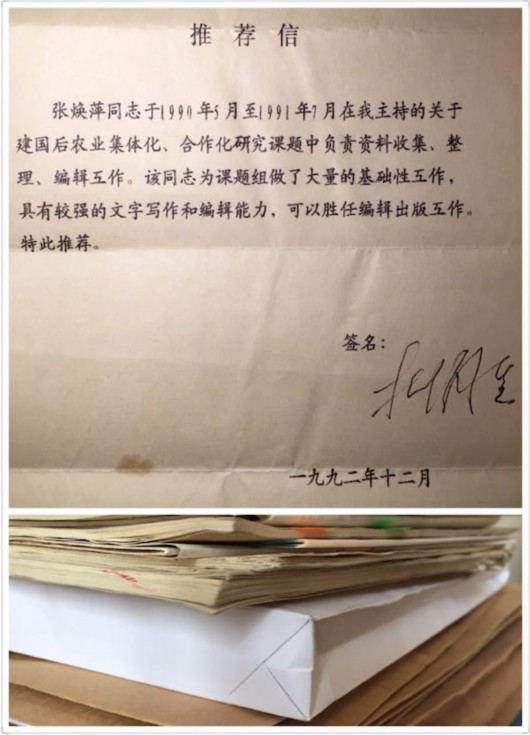 推荐信
张焕萍同志于1990年5月至1991年7月在我主持的关于
建国后农业集体化、合作化研究课题中负责资料收集、整
理、编辑工作。该同志为课题组做了大量的基础性工作，
具有较强的文字写作和编辑能力，可以胜任编辑出版工作。
特此推荐。
签名：
杜润生
一九九二年十二月